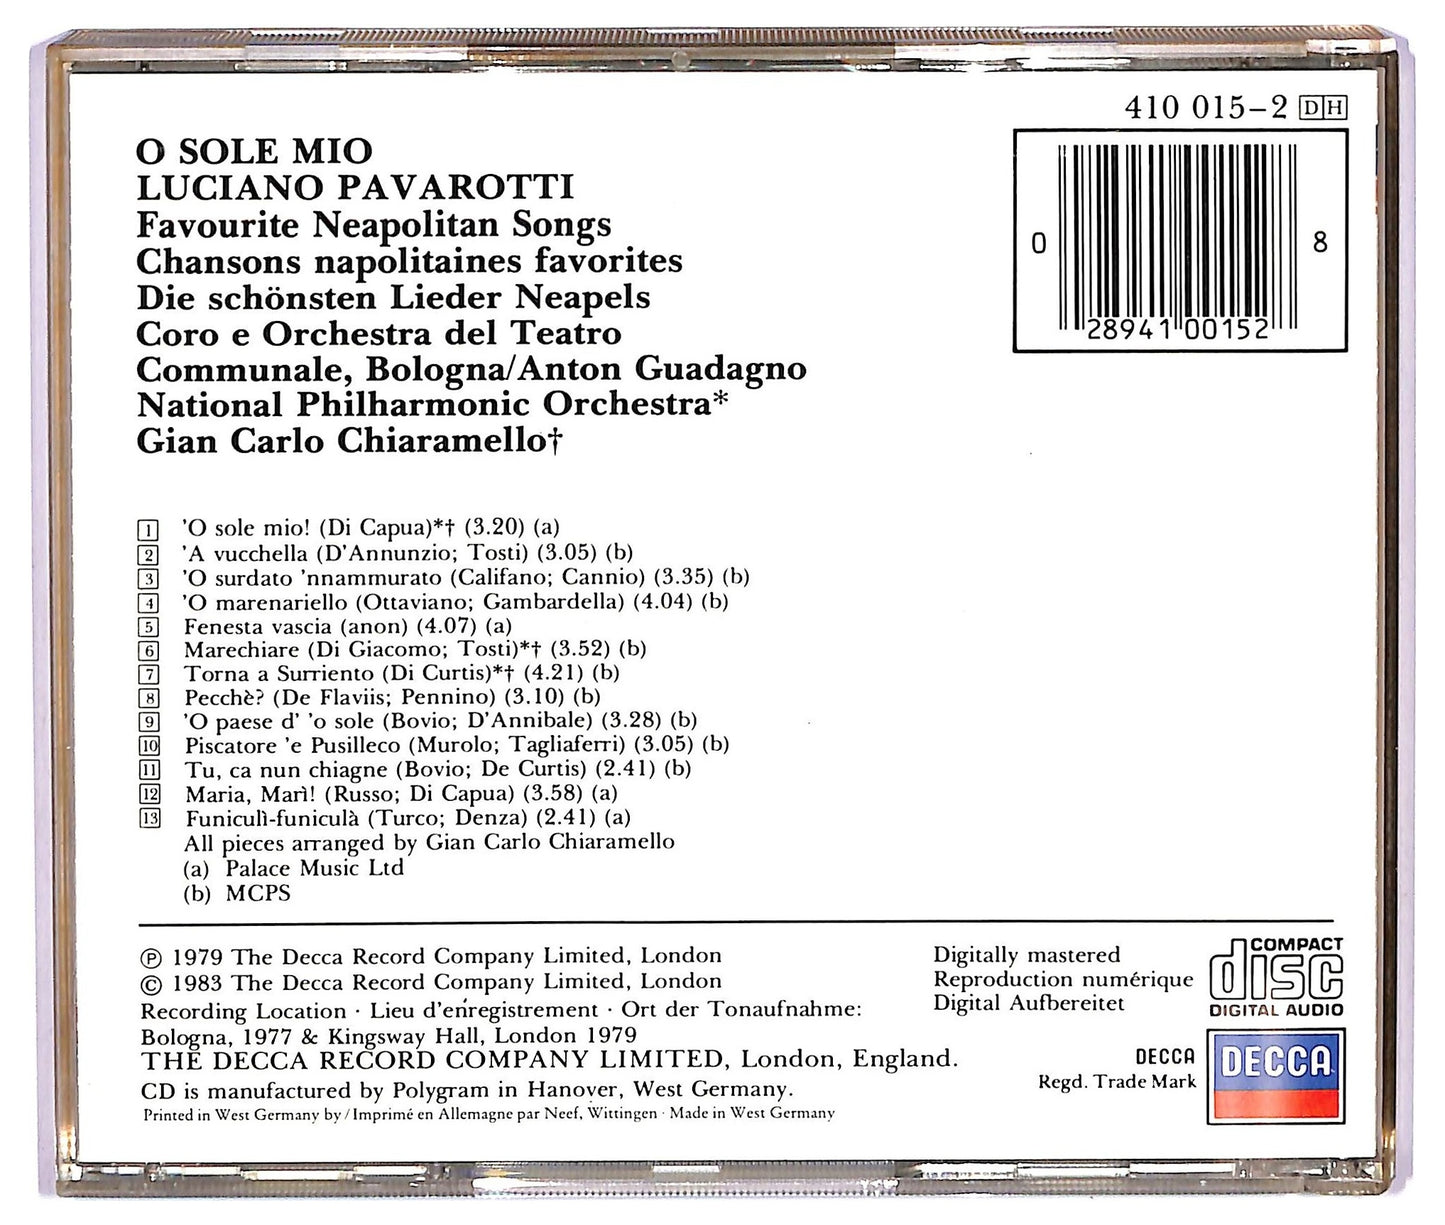 410 015-2 DH
O SOLE MIO
LUCIANO PAVAROTTI
Favourite Neapolitan Songs
Chansons napolitaines favorites
Die schönsten Lieder Neapels
Coro e Orchestra del Teatro
Communale, Bologna/Anton Guadagno
National Philharmonic Orchestra*
Gian Carlo Chiaramello†
0 28941 00152 8
1 'O sole mio! (Di Capua)*† (3.20) (a)
2 'A vucchella (D'Annunzio; Tosti) (3.05) (b)
3 'O surdato 'nnammurato (Califano; Cannio) (3.35) (b)
4 'O marenariello (Ottaviano; Gambardella) (4.04) (b)
5 Fenesta vascia (anon) (4.07) (a)
6 Marechiare (Di Giacomo; Tosti)*† (3.52) (b)
7 Torna a Surriento (Di Curtis)*† (4.21) (b)
8 Pecchè? (De Flaviis; Pennino) (3.10) (b)
9 'O paese d' 'o sole (Bovio; D'Annibale) (3.28) (b)
10 Piscatore 'e Pusilleco (Murolo; Tagliaferri) (3.05) (b)
11 Tu, ca nun chiagne (Bovio; De Curtis) (2.41) (b)
12 Maria, Marì! (Russo; Di Capua) (3.58) (a)
13 Funiculì-funiculà (Turco; Denza) (2.41) (a)
All pieces arranged by Gian Carlo Chiaramello
(a) Palace Music Ltd
(b) MCPS
℗ 1979 The Decca Record Company Limited, London
© 1983 The Decca Record Company Limited, London
Recording Location · Lieu d'enŕegistrement · Ort der Tonaufnahme:
Bologna, 1977 & Kingsway Hall, London 1979
THE DECCA RECORD COMPANY LIMITED, London, England.
CD is manufactured by Polygram in Hanover, West Germany.
Printed in West Germany by / Imprimé en Allemagne par Neef, Wittingen · Made in West Germany
Digitally mastered
Reproduction numérique
Digital Aufbereitet
COMPACT
disc
DIGITAL AUDIO
DECCA
Regd. Trade Mark
DECCA